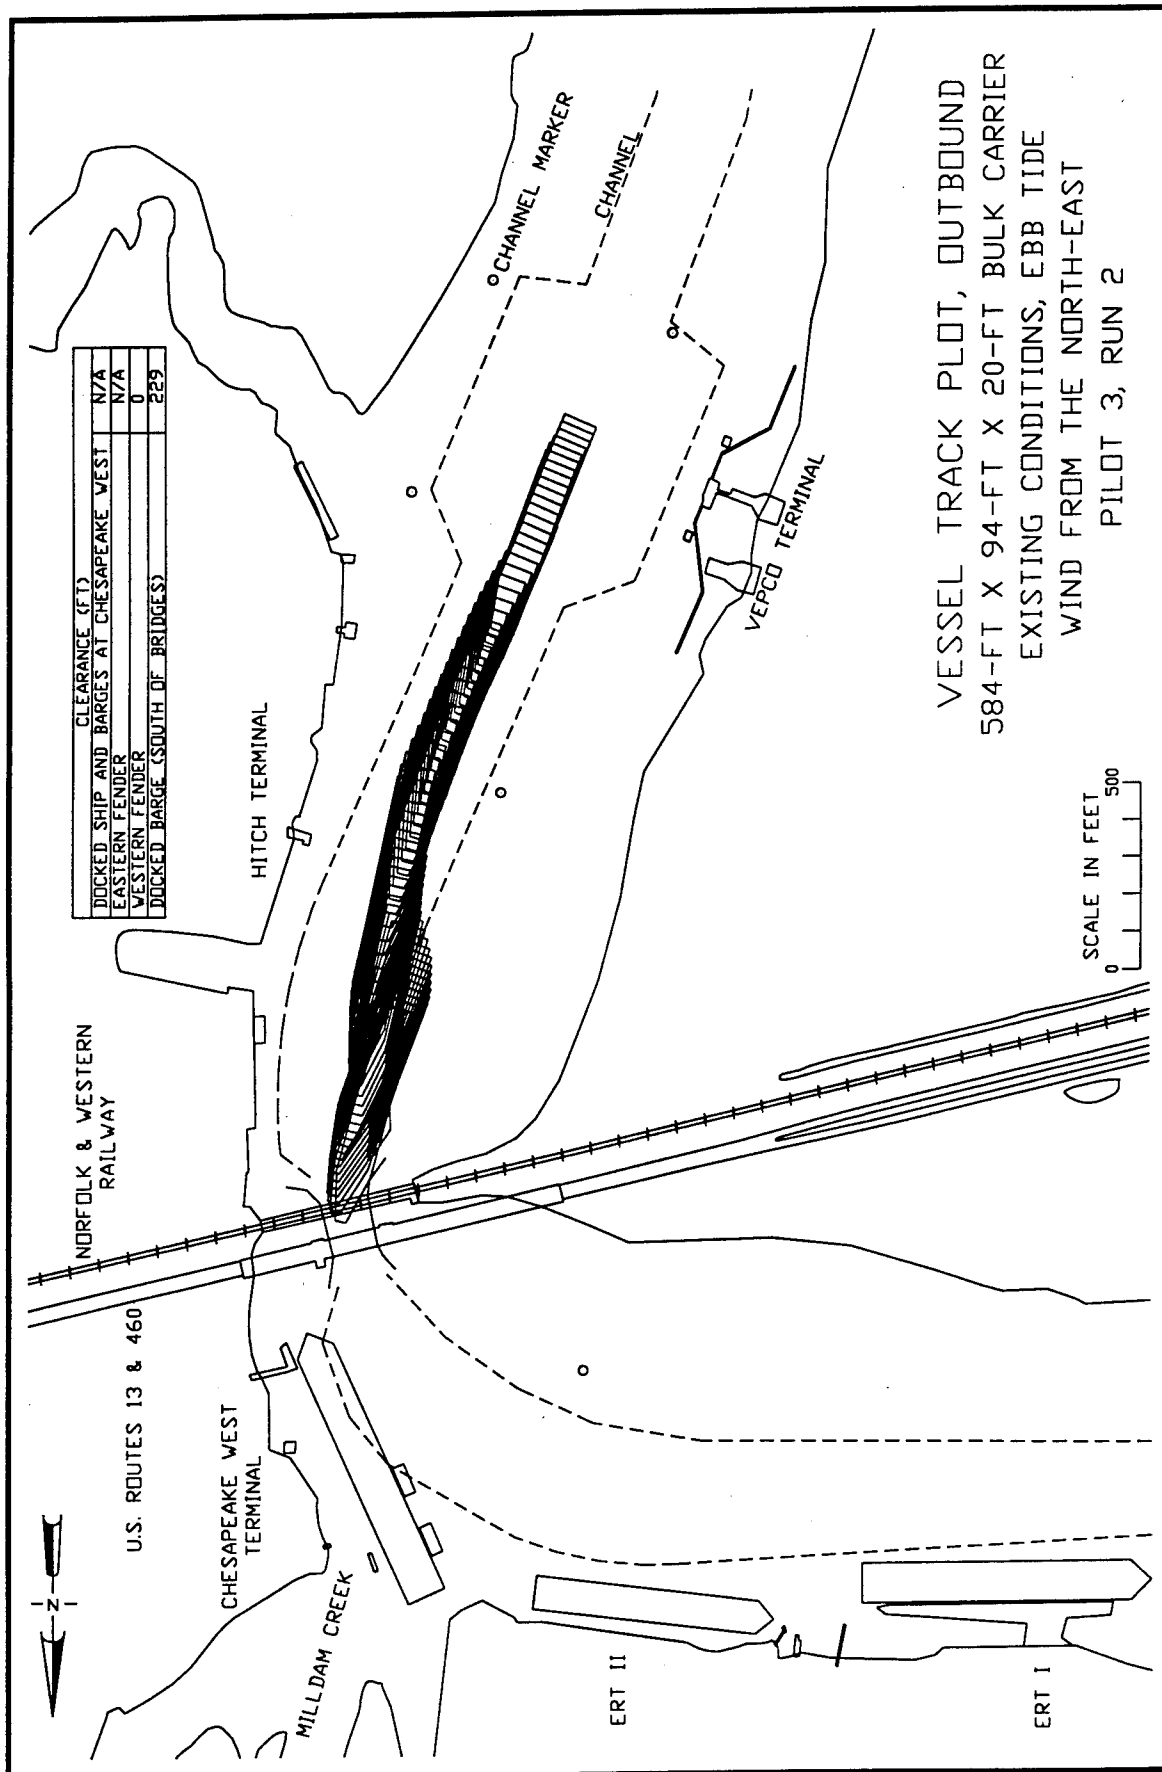 CLEARANCE (FT)
DOCKED SHIP AND BARGES AT CHESAPEAKE WEST N/A
EASTERN FENDER N/A
WESTERN FENDER 0
DOCKED BARGE (SOUTH OF BRIDGES) 229
N
U.S. ROUTES 13 & 460
NORFOLK & WESTERN
RAILWAY
CHESAPEAKE WEST
TERMINAL
MILLDAM CREEK
HITCH TERMINAL
CHANNEL MARKER
CHANNEL
VEPCO TERMINAL
ERT II
ERT I
SCALE IN FEET
0 500
VESSEL TRACK PLOT, OUTBOUND
584-FT X 94-FT X 20-FT BULK CARRIER
EXISTING CONDITIONS, EBB TIDE
WIND FROM THE NORTH-EAST
PILOT 3, RUN 2